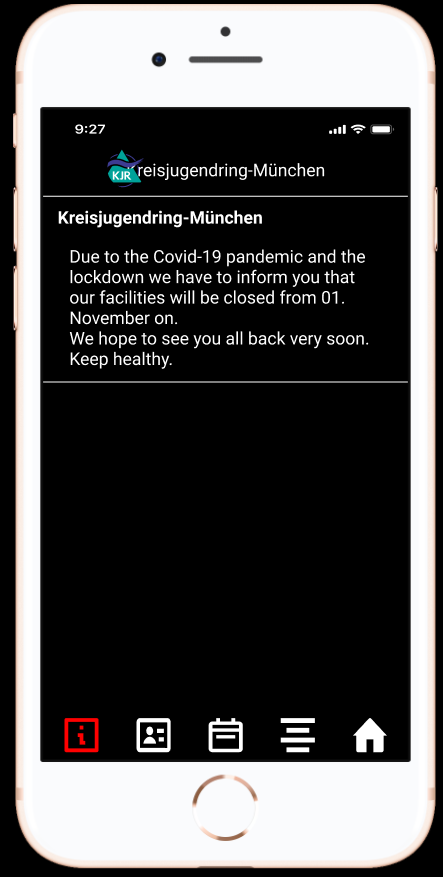 9:27
KJR
Kreisjugendring-München
Kreisjugendring-München
Due to the Covid-19 pandemic and the
lockdown we have to inform you that
our facilities will be closed from 01.
November on.
We hope to see you all back very soon.
Keep healthy.